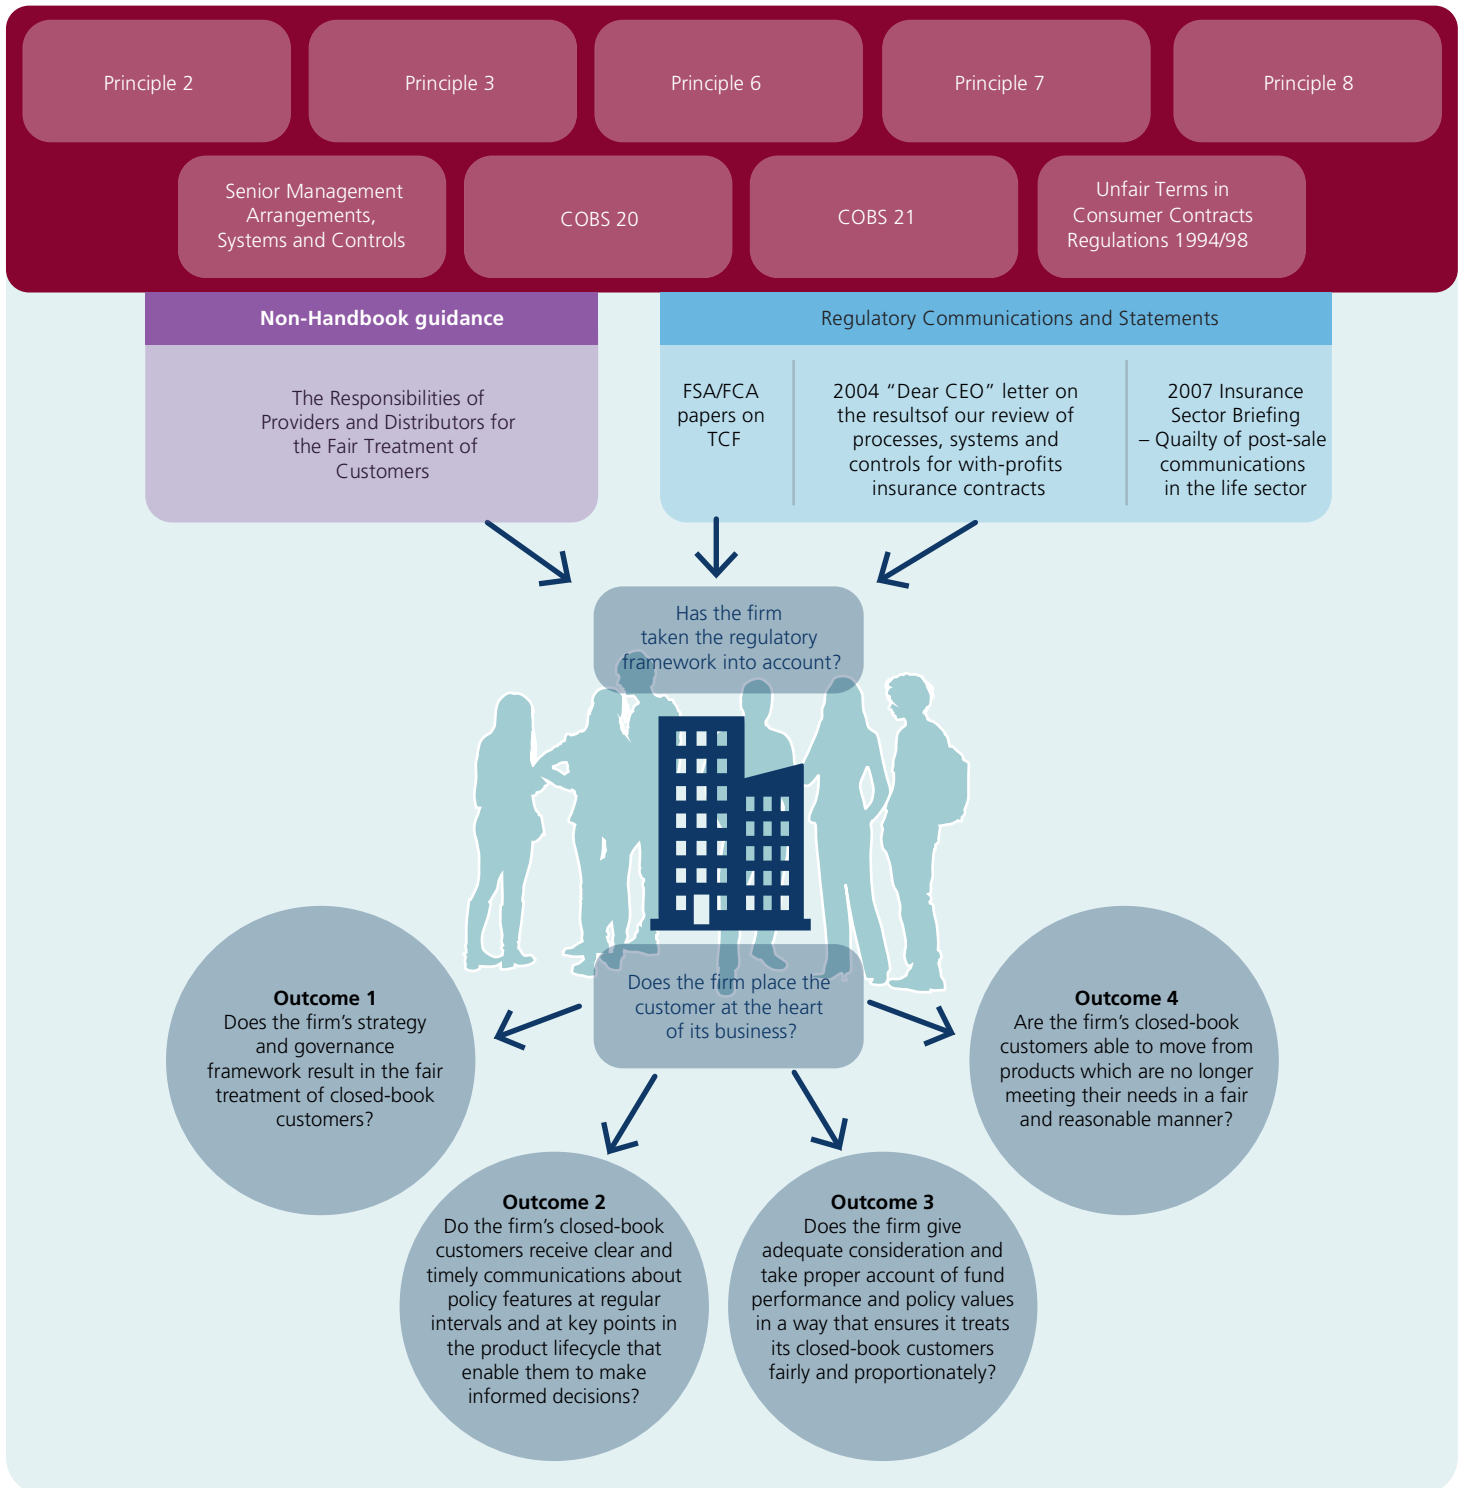 Principle 2
Principle 3
Principle 6
Principle 7
Principle 8
Senior Management
Arrangements,
Systems and Controls
COBS 20
COBS 21
Unfair Terms in
Consumer Contracts
Regulations 1994/98
Non-Handbook guidance
The Responsibilities of
Providers and Distributors for
the Fair Treatment of
Customers
Regulatory Communications and Statements
FSA/FCA
papers on
TCF
2004 “Dear CEO” letter on
the resultsof our review of
processes, systems and
controls for with-profits
insurance contracts
2007 Insurance
Sector Briefing
– Quailty of post-sale
communications
in the life sector
Has the firm
taken the regulatory
framework into account?
Does the firm place the
customer at the heart
of its business?
Outcome 1
Does the firm’s strategy
and governance
framework result in the fair
treatment of closed-book
customers?
Outcome 2
Do the firm’s closed-book
customers receive clear and
timely communications about
policy features at regular
intervals and at key points in
the product lifecycle that
enable them to make
informed decisions?
Outcome 3
Does the firm give
adequate consideration and
take proper account of fund
performance and policy values
in a way that ensures it treats
its closed-book customers
fairly and proportionately?
Outcome 4
Are the firm’s closed-book
customers able to move from
products which are no longer
meeting their needs in a fair
and reasonable manner?